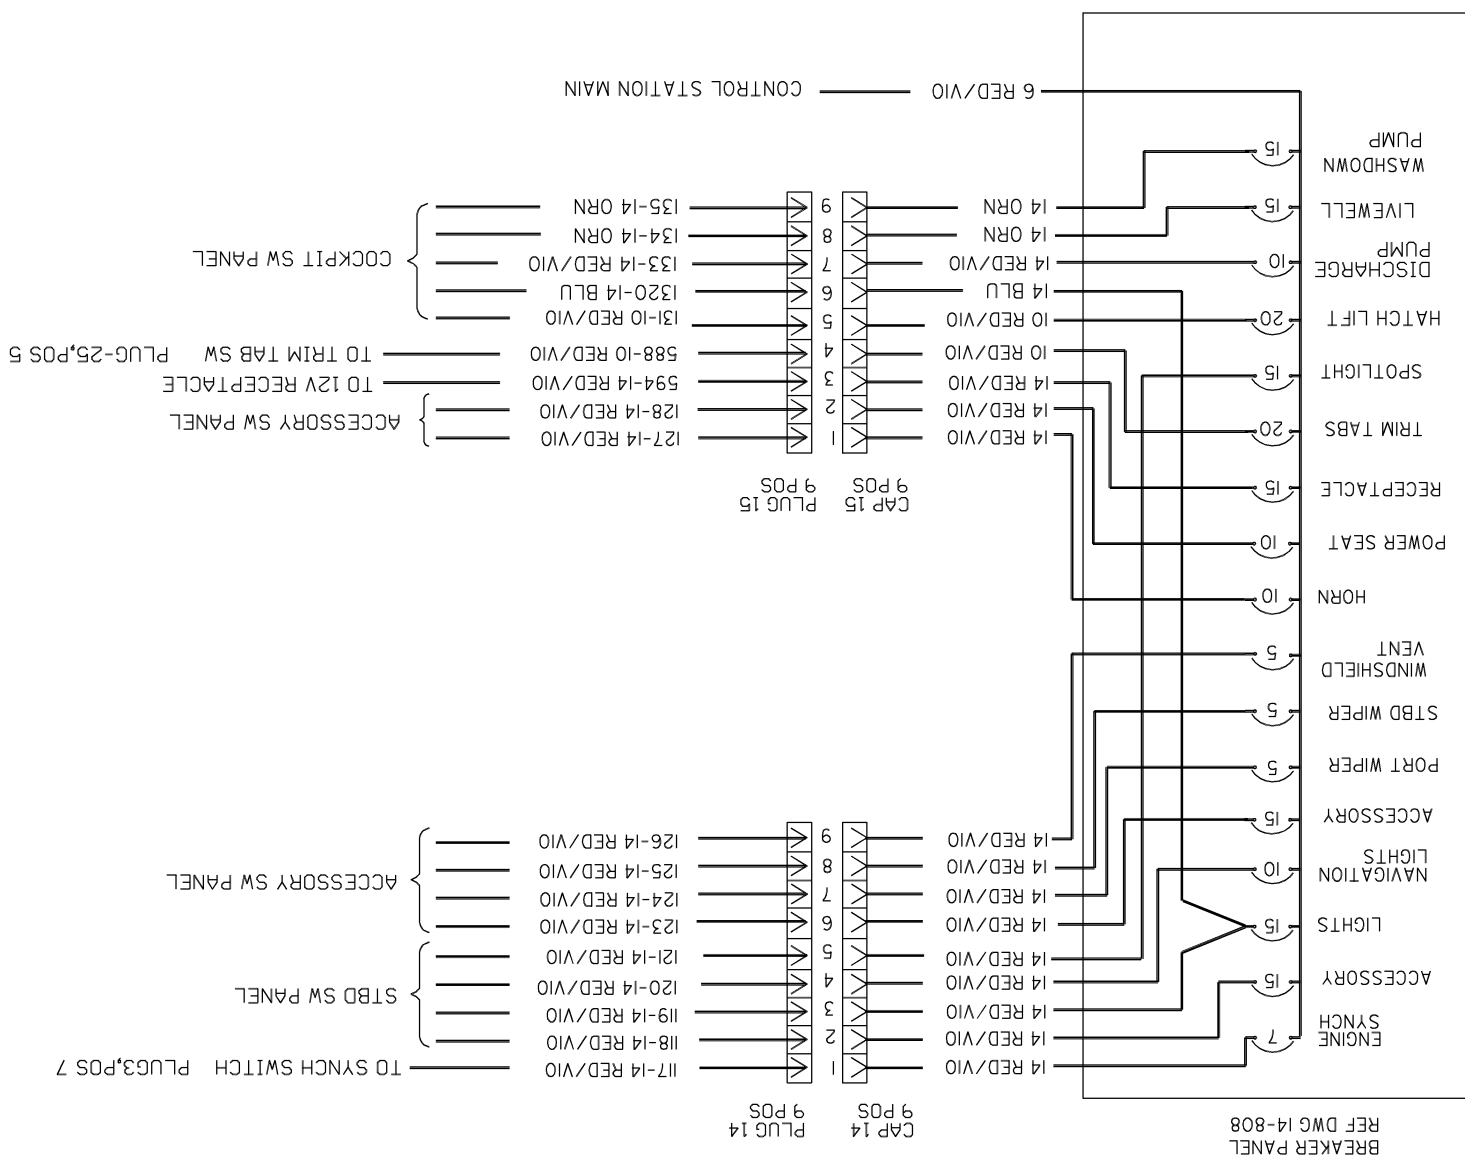 BREAKER PANEL
REF DWG 14-808
CAP 14
9 POS
PLUG 14
9 POS
ENGINE
SYNCH
7
14 RED/VIO
1
117-14 RED/VIO
TO SYNCH SWITCH PLUG3,POS 7
14 RED/VIO
2
118-14 RED/VIO
ACCESSORY
15
14 RED/VIO
3
119-14 RED/VIO
STBD SW PANEL
14 RED/VIO
4
120-14 RED/VIO
14 RED/VIO
5
121-14 RED/VIO
LIGHTS
15
14 RED/VIO
6
123-14 RED/VIO
14 RED/VIO
7
124-14 RED/VIO
ACCESSORY SW PANEL
NAVIGATION
LIGHTS
10
14 RED/VIO
8
125-14 RED/VIO
14 RED/VIO
9
126-14 RED/VIO
ACCESSORY
15
PORT WIPER
5
STBD WIPER
5
WINDSHIELD
VENT
5
HORN
10
POWER SEAT
10
CAP 15
9 POS
PLUG 15
9 POS
RECEPTACLE
15
14 RED/VIO
1
127-14 RED/VIO
TRIM TABS
20
14 RED/VIO
2
128-14 RED/VIO
ACCESSORY SW PANEL
14 RED/VIO
3
594-14 RED/VIO
TO 12V RECEPTACLE
SPOTLIGHT
15
10 RED/VIO
4
588-10 RED/VIO
TO TRIM TAB SW PLUG-25,POS 5
HATCH LIFT
20
10 RED/VIO
5
131-10 RED/VIO
14 BLU
6
1320-14 BLU
DISCHARGE
PUMP
10
14 RED/VIO
7
133-14 RED/VIO
COCKPIT SW PANEL
14 ORN
8
134-14 ORN
LIVEWELL
15
14 ORN
9
135-14 ORN
WASHDOWN
PUMP
15
6 RED/VIO
CONTROL STATION MAIN